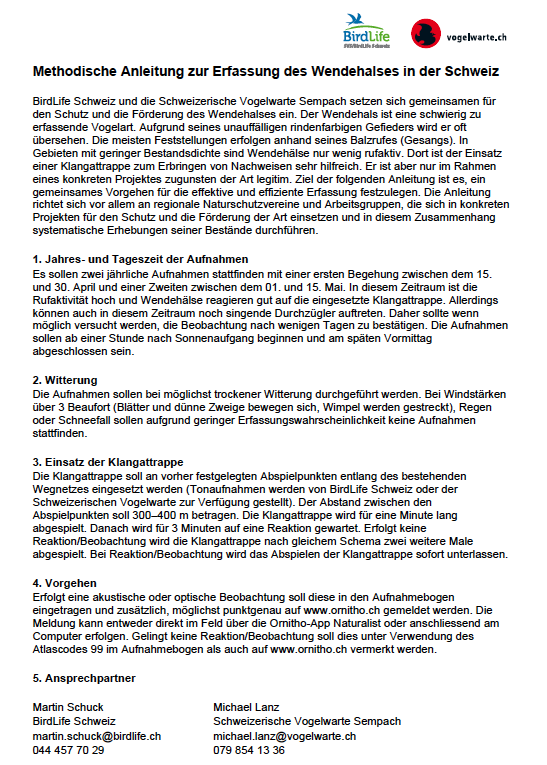 BirdLife
SVS/BirdLife Schweiz
vogelwarte.ch
Methodische Anleitung zur Erfassung des Wendehalses in der Schweiz
BirdLife Schweiz und die Schweizerische Vogelwarte Sempach setzen sich gemeinsamen für
den Schutz und die Förderung des Wendehalses ein. Der Wendehals ist eine schwierig zu
erfassende Vogelart. Aufgrund seines unauffälligen rindenfarbigen Gefieders wird er oft
übersehen. Die meisten Feststellungen erfolgen anhand seines Balzrufes (Gesangs). In
Gebieten mit geringer Bestandsdichte sind Wendehälse nur wenig rufaktiv. Dort ist der Einsatz
einer Klangattrappe zum Erbringen von Nachweisen sehr hilfreich. Er ist aber nur im Rahmen
eines konkreten Projektes zugunsten der Art legitim. Ziel der folgenden Anleitung ist es, ein
gemeinsames Vorgehen für die effektive und effiziente Erfassung festzulegen. Die Anleitung
richtet sich vor allem an regionale Naturschutzvereine und Arbeitsgruppen, die sich in konkreten
Projekten für den Schutz und die Förderung der Art einsetzen und in diesem Zusammenhang
systematische Erhebungen seiner Bestände durchführen.
1. Jahres- und Tageszeit der Aufnahmen
Es sollen zwei jährliche Aufnahmen stattfinden mit einer ersten Begehung zwischen dem 15.
und 30. April und einer Zweiten zwischen dem 01. und 15. Mai. In diesem Zeitraum ist die
Rufaktivität hoch und Wendehälse reagieren gut auf die eingesetzte Klangattrappe. Allerdings
können auch in diesem Zeitraum noch singende Durchzügler auftreten. Daher sollte wenn
möglich versucht werden, die Beobachtung nach wenigen Tagen zu bestätigen. Die Aufnahmen
sollen ab einer Stunde nach Sonnenaufgang beginnen und am späten Vormittag
abgeschlossen sein.
2. Witterung
Die Aufnahmen sollen bei möglichst trockener Witterung durchgeführt werden. Bei Windstärken
über 3 Beaufort (Blätter und dünne Zweige bewegen sich, Wimpel werden gestreckt), Regen
oder Schneefall sollen aufgrund geringer Erfassungswahrscheinlichkeit keine Aufnahmen
stattfinden.
3. Einsatz der Klangattrappe
Die Klangattrappe soll an vorher festgelegten Abspielpunkten entlang des bestehenden
Wegnetzes eingesetzt werden (Tonaufnahmen werden von BirdLife Schweiz oder der
Schweizerischen Vogelwarte zur Verfügung gestellt). Der Abstand zwischen den
Abspielpunkten soll 300–400 m betragen. Die Klangattrappe wird für eine Minute lang
abgespielt. Danach wird für 3 Minuten auf eine Reaktion gewartet. Erfolgt keine
Reaktion/Beobachtung wird die Klangattrappe nach gleichem Schema zwei weitere Male
abgespielt. Bei Reaktion/Beobachtung wird das Abspielen der Klangattrappe sofort unterlassen.
4. Vorgehen
Erfolgt eine akustische oder optische Beobachtung soll diese in den Aufnahmebogen
eingetragen und zusätzlich, möglichst punktgenau auf www.ornitho.ch gemeldet werden. Die
Meldung kann entweder direkt im Feld über die Ornitho-App Naturalist oder anschliessend am
Computer erfolgen. Gelingt keine Reaktion/Beobachtung soll dies unter Verwendung des
Atlascodes 99 im Aufnahmebogen als auch auf www.ornitho.ch vermerkt werden.
5. Ansprechpartner
Martin Schuck
BirdLife Schweiz
martin.schuck@birdlife.ch
044 457 70 29
Michael Lanz
Schweizerische Vogelwarte Sempach
michael.lanz@vogelwarte.ch
079 854 13 36